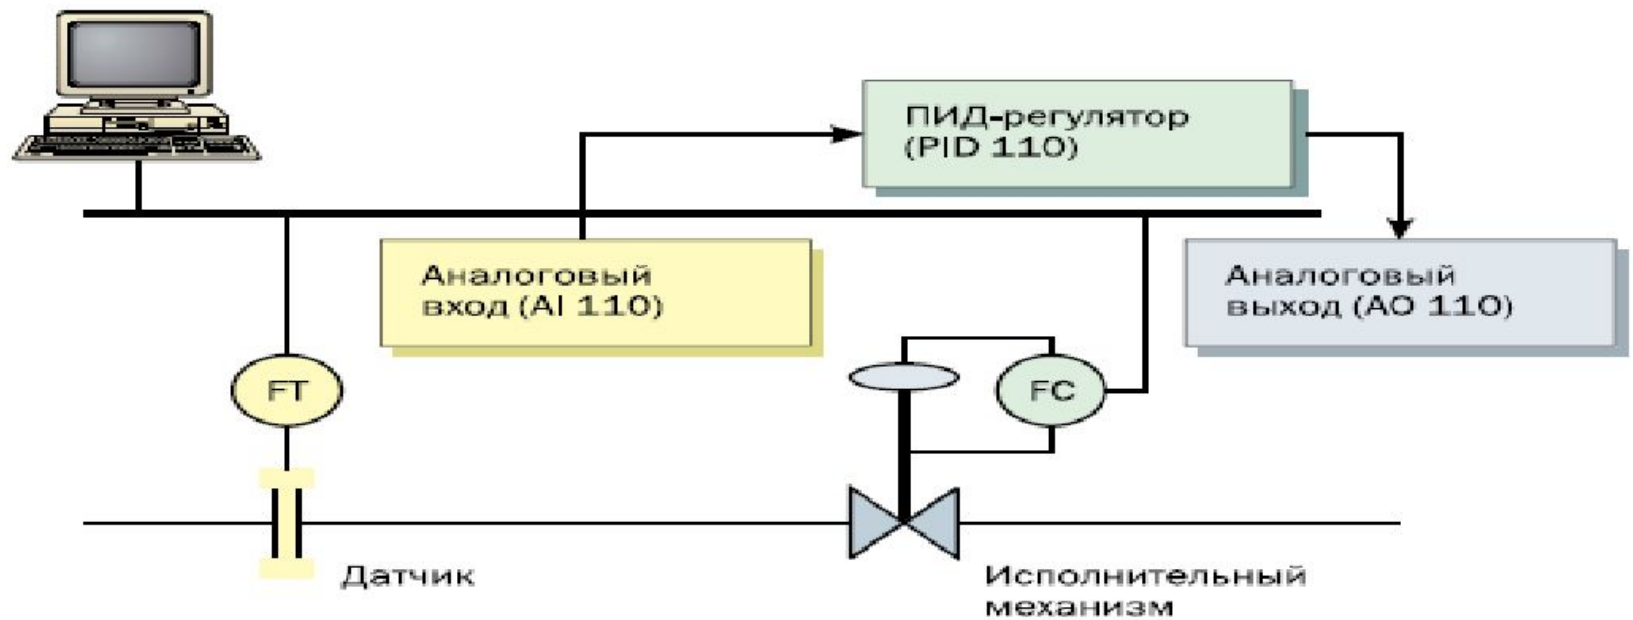 ПИД-регулятор
(PID 110)
Аналоговый
вход (AI 110)
Аналоговый
выход (AO 110)
FT
FC
Датчик
Исполнительный
механизм